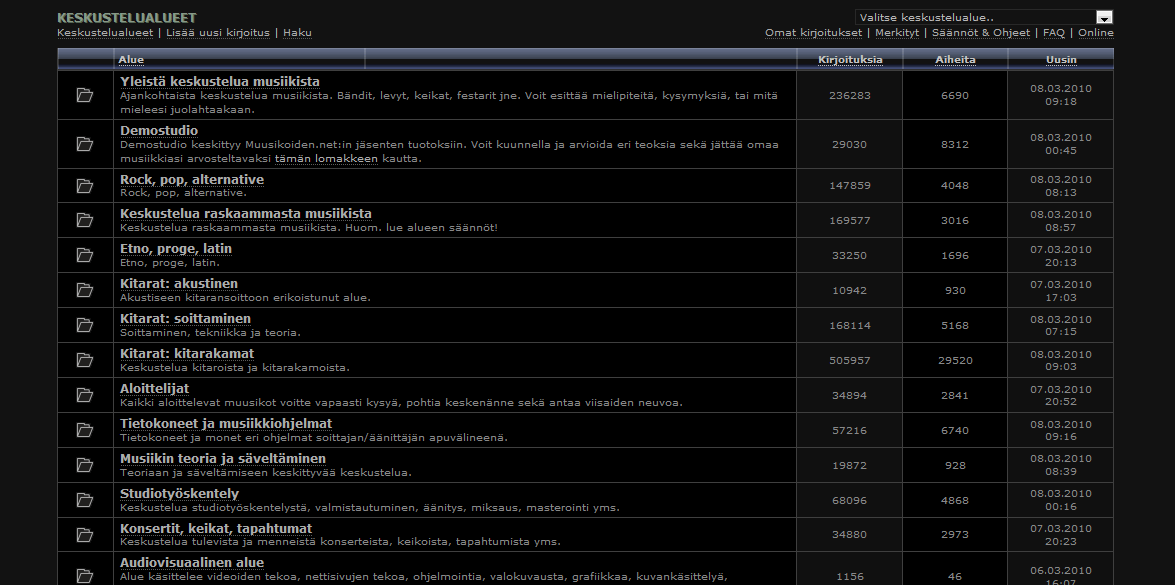 KESKUSTELUALUEET
Valitse keskustelualue..
Keskustelualueet | Lisää uusi kirjoitus | Haku
Omat kirjoitukset | Merkityt | Säännöt & Ohjeet | FAQ | Online
Alue Kirjoituksia Aiheita Uusin
Yleistä keskustelua musiikista
Ajankohtaista keskustelua musiikista. Bändit, levyt, keikat, festarit jne. Voit esittää mielipiteitä, kysymyksiä, tai mitä
mieleesi juolahtaakaan.
236283 6690 08.03.2010
09:18
Demostudio
Demostudio keskittyy Muusikoiden.net:in jäsenten tuotoksiin. Voit kuunnella ja arvioida eri teoksia sekä jättää omaa
musiikkiasi arvosteltavaksi tämän lomakkeen kautta.
29030 8312 08.03.2010
00:45
Rock, pop, alternative
Rock, pop, alternative.
147859 4048 08.03.2010
08:13
Keskustelua raskaammasta musiikista
Keskustelua raskaammasta musiikista. Huom. lue alueen säännöt!
169577 3016 08.03.2010
08:57
Etno, proge, latin
Etno, proge, latin.
33250 1696 07.03.2010
20:13
Kitarat: akustinen
Akustiseen kitaransoittoon erikoistunut alue.
10942 930 07.03.2010
17:03
Kitarat: soittaminen
Soittaminen, tekniikka ja teoria.
168114 5168 08.03.2010
07:15
Kitarat: kitarakamat
Keskustelua kitaroista ja kitarakamoista.
505957 29520 08.03.2010
09:03
Aloittelijat
Kaikki aloittelevat muusikot voitte vapaasti kysyä, pohtia keskenänne sekä antaa viisaiden neuvoa.
34894 2841 07.03.2010
20:52
Tietokoneet ja musiikkiohjelmat
Tietokoneet ja monet eri ohjelmat soittajan/äänittäjän apuvälineenä.
57216 6740 08.03.2010
09:16
Musiikin teoria ja säveltäminen
Teoriaan ja säveltämiseen keskittyvää keskustelua.
19872 928 08.03.2010
08:39
Studiotyöskentely
Keskustelua studiotyöskentelystä, valmistautuminen, äänitys, miksaus, masterointi yms.
68096 4868 08.03.2010
00:16
Konsertit, keikat, tapahtumat
Keskustelua tulevista ja menneistä konserteista, keikoista, tapahtumista yms.
34880 2973 07.03.2010
20:23
Audiovisuaalinen alue
Alue käsittelee videoiden tekoa, nettisivujen tekoa, ohjelmointia, valokuvausta, grafiikkaa, kuvankäsittelyä,
1156 46 06.03.2010
16:07